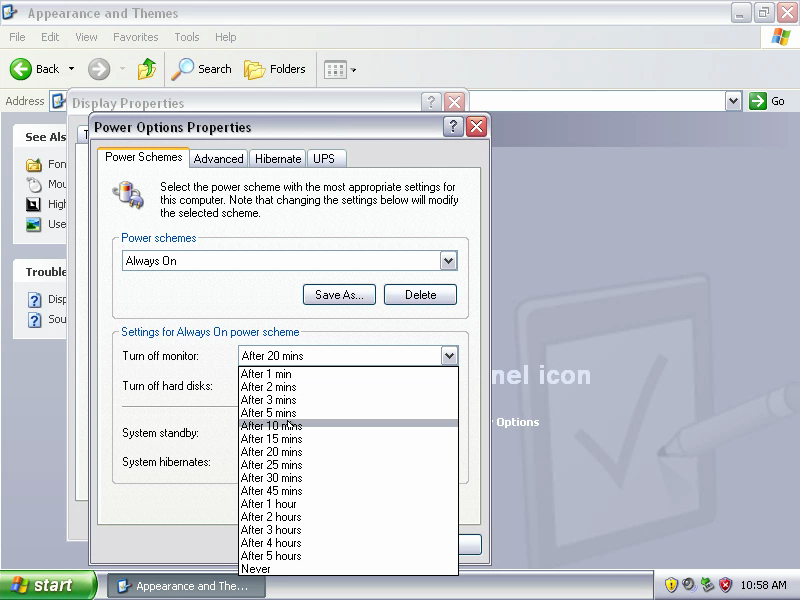 Appearance and Themes
File Edit View Favorites Tools Help
Back Search Folders
Address Go
Display Properties
Power Options Properties
See Als
Power Schemes Advanced Hibernate UPS
Fon
Mou
High
Use
Select the power scheme with the most appropriate settings for
this computer. Note that changing the settings below will modify
the selected scheme.
Power schemes
Always On
Save As... Delete
Trouble
Disp
Sou
Settings for Always On power scheme
Turn off monitor: After 20 mins
Turn off hard disks:
System standby:
System hibernates:
After 1 min
After 2 mins
After 3 mins
After 5 mins
After 10 mins
After 15 mins
After 20 mins
After 25 mins
After 30 mins
After 45 mins
After 1 hour
After 2 hours
After 3 hours
After 4 hours
After 5 hours
Never
nel icon
Options
start Appearance and The... 10:58 AM